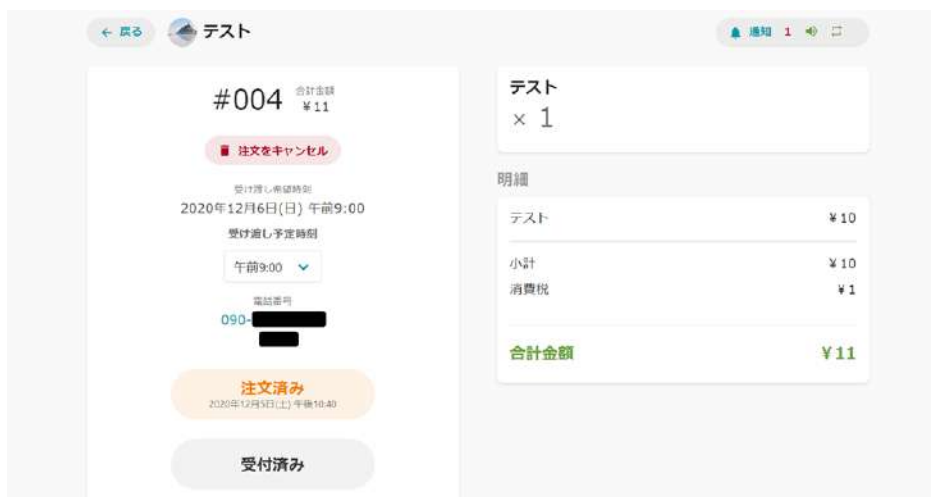 ← 戻る
テスト
通知 1
#004
合計金額
¥11
注文をキャンセル
受け渡し希望時刻
2020年12月6日(日) 午前9:00
受け渡し予定時刻
午前9:00
電話番号
090-
注文済み
2020年12月5日(土) 午後10:40
受付済み
テスト
× 1
明細
テスト ¥10
小計 ¥10
消費税 ¥1
合計金額 ¥11